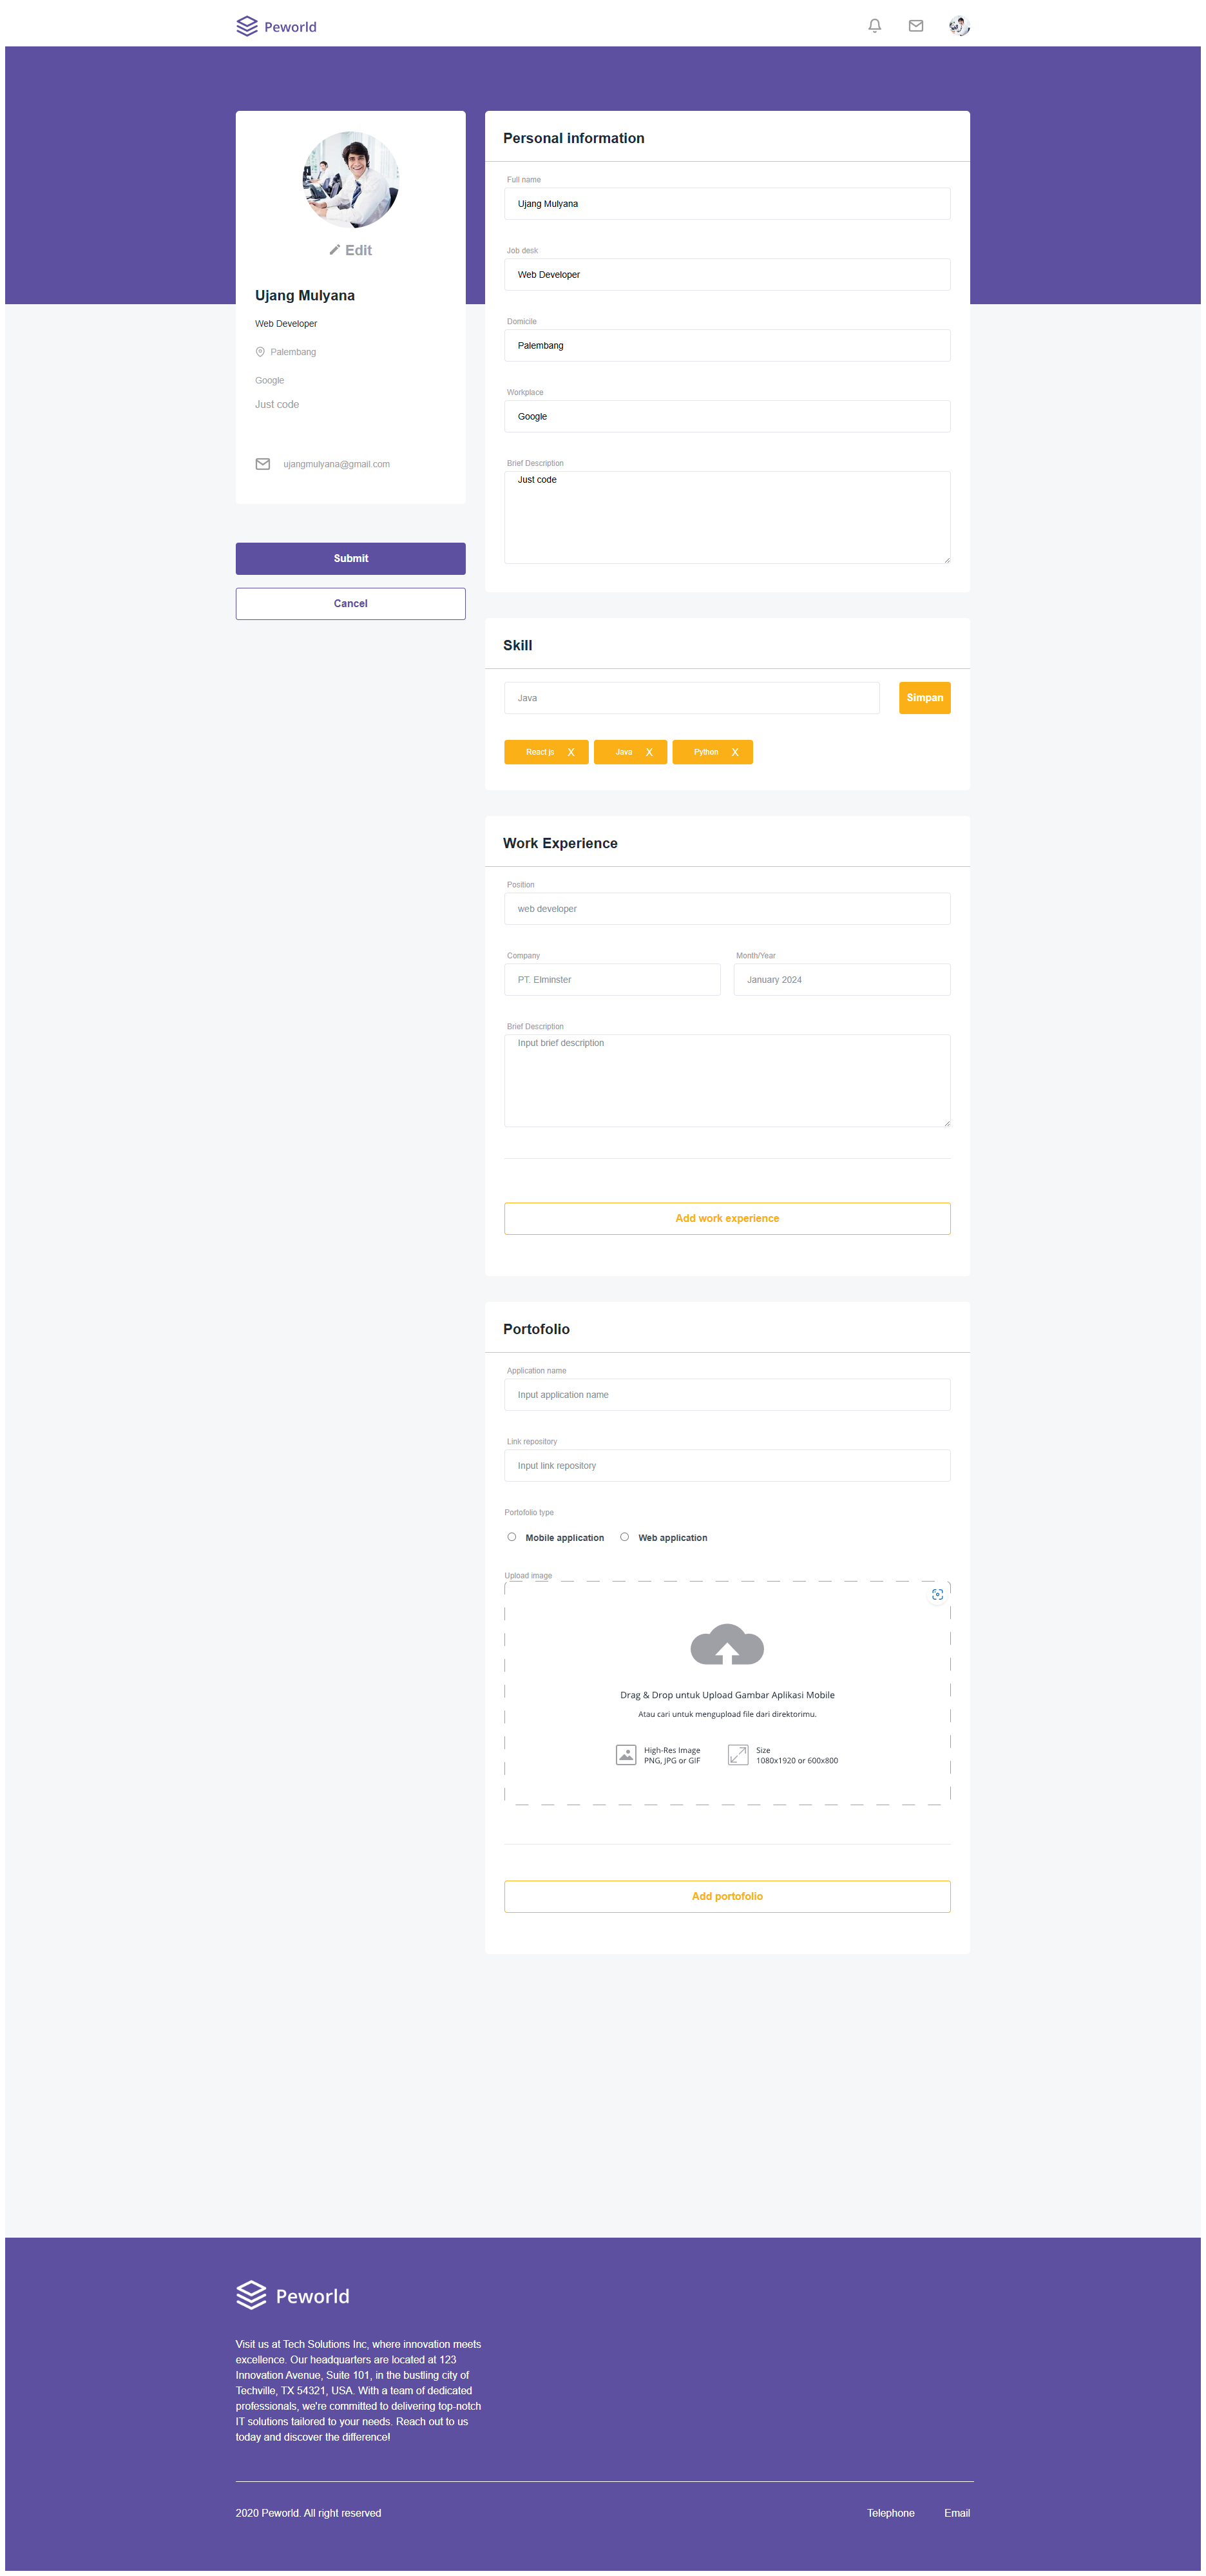 Peworld
Edit
Ujang Mulyana
Web Developer
Palembang
Google
Just code
ujangmulyana@gmail.com
Submit
Cancel
Personal information
Full name
Ujang Mulyana
Job desk
Web Developer
Domicile
Palembang
Workplace
Google
Brief Description
Just code
Skill
Java
Simpan
React js X Java X Python X
Work Experience
Position
web developer
Company Month/Year
PT. Elminster January 2024
Brief Description
Input brief description
Add work experience
Portofolio
Application name
Input application name
Link repository
Input link repository
Portofolio type
Mobile application Web application
Upload image
Drag & Drop untuk Upload Gambar Aplikasi Mobile
Atau cari untuk mengupload file dari direktorimu.
High-Res Image
PNG, JPG or GIF
Size
1080x1920 or 600x800
Add portofolio
Peworld
Visit us at Tech Solutions Inc, where innovation meets
excellence. Our headquarters are located at 123
Innovation Avenue, Suite 101, in the bustling city of
Techville, TX 54321, USA. With a team of dedicated
professionals, we're committed to delivering top-notch
IT solutions tailored to your needs. Reach out to us
today and discover the difference!
2020 Peworld. All right reserved
Telephone Email